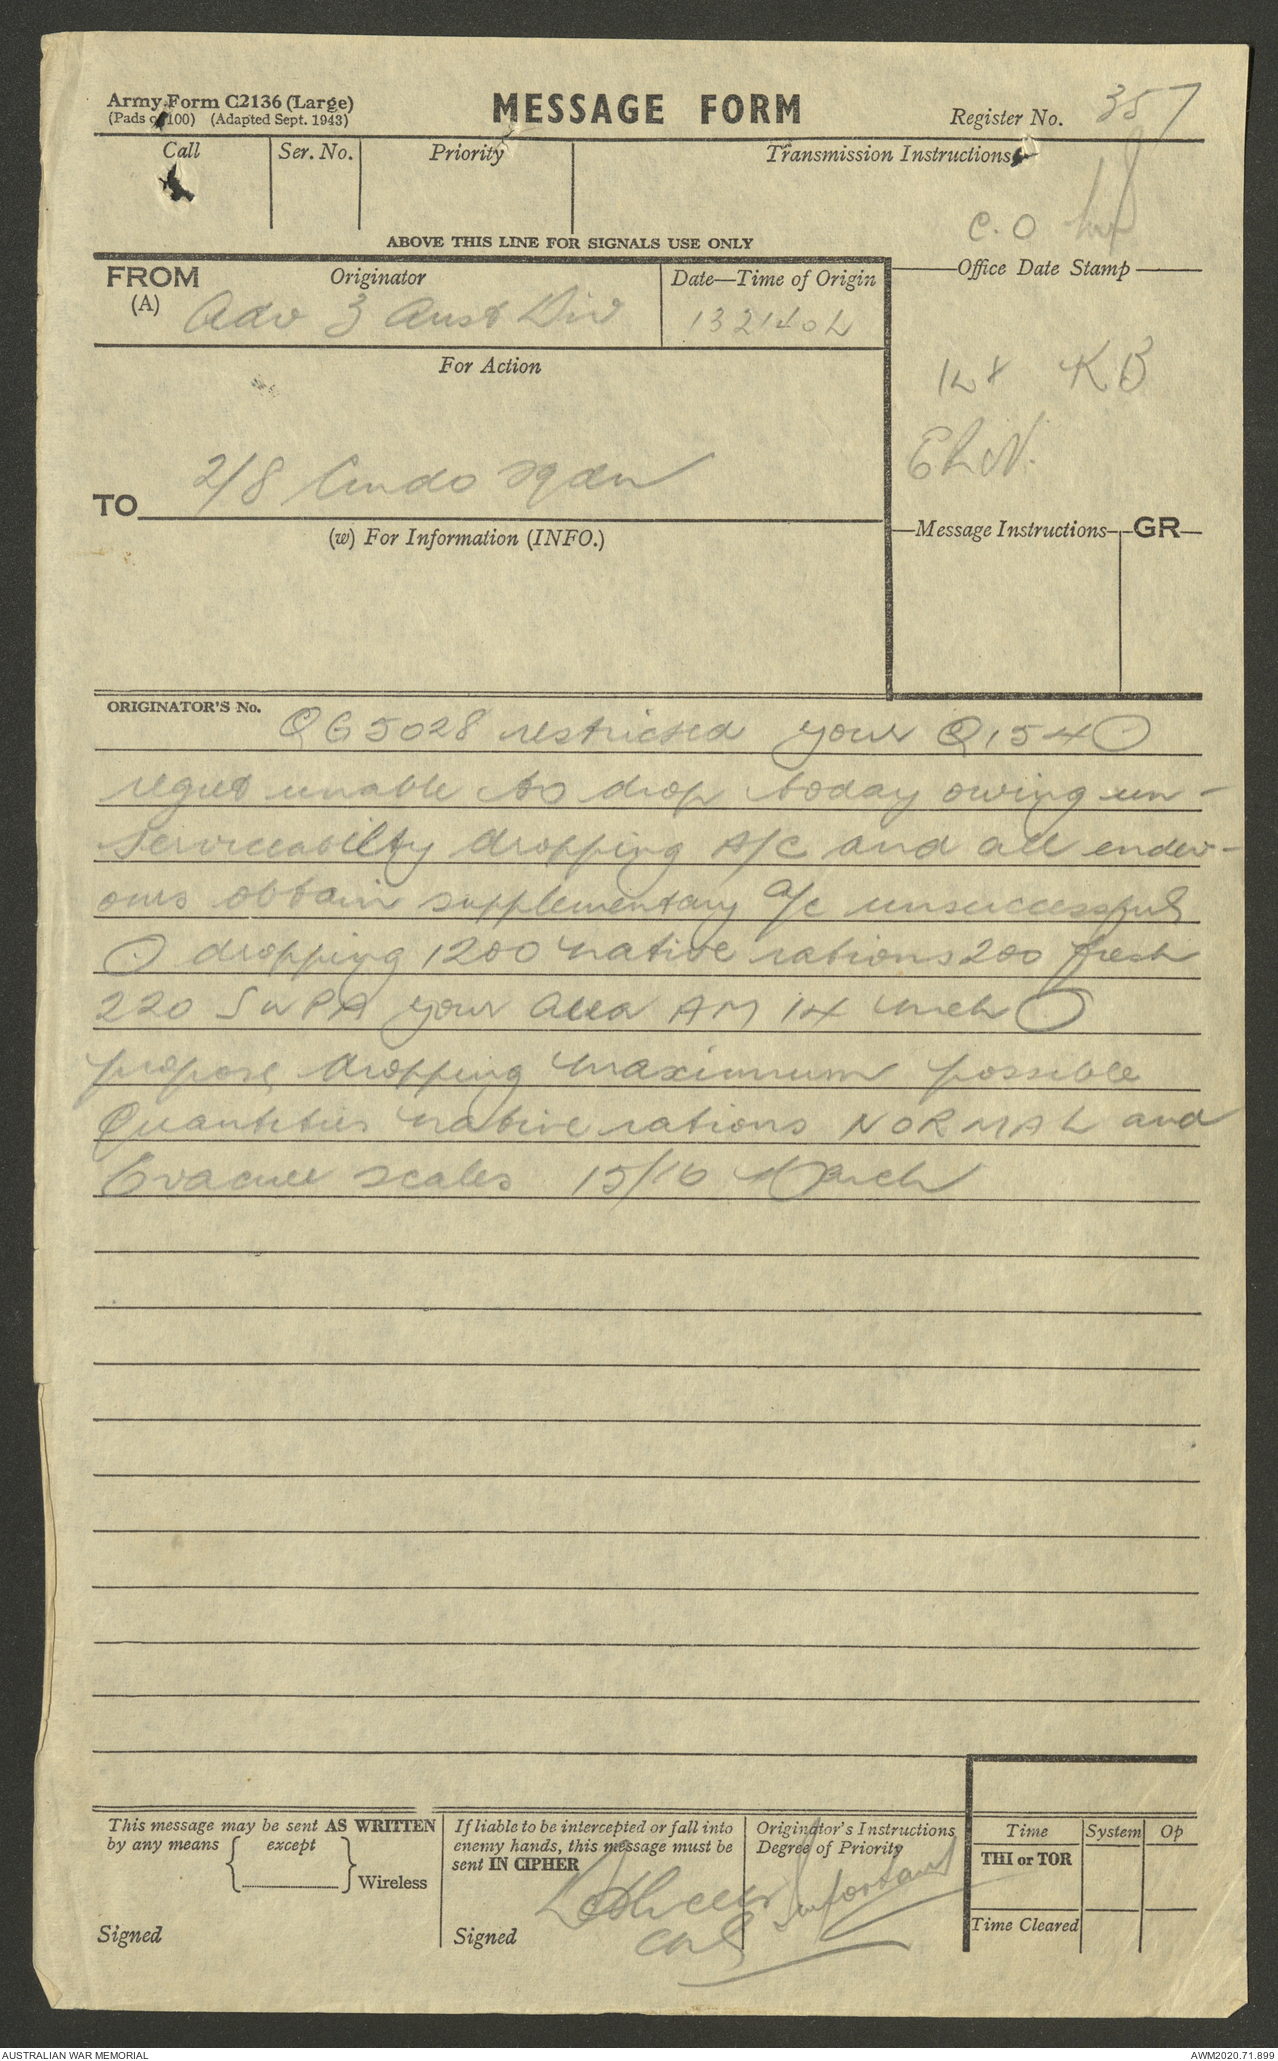 Army Form C2136 (Large)
(Pads of 100) (Adapted Sept. 1943)
MESSAGE FORM
Register No. 357
Call
Ser. No.
Priority
Transmission Instructions
C.O
ABOVE THIS LINE FOR SIGNALS USE ONLY
FROM
(A)
Originator
Adv 3 Aust Div
Date—Time of Origin
132140L
Office Date Stamp
KB
For Action
TO 2/8 Cmdo Sqdn
(w) For Information (INFO.)
Message Instructions
GR
ORIGINATOR'S No.
QG5028 restricted your Q154 O
regret unable to drop today owing un-
serviceabilty dropping A/C and all endev-
ours obtain supplementary a/c unsuccessful
O dropping 1200 native rations 200 fresh
220 SWPA your area AM 14 mch O
propose dropping maximum possible
Quantities native rations NORMAL and
Evacuee scales 15/16 March
This message may be sent AS WRITTEN
by any means { except } Wireless
Signed
If liable to be intercepted or fall into
enemy hands, this message must be
sent IN CIPHER
Signed
Capt
Originator's Instructions
Degree of Priority
Important
Time
System
Op
THI or TOR
Time Cleared
AUSTRALIAN WAR MEMORIAL
AWM2020.71.899